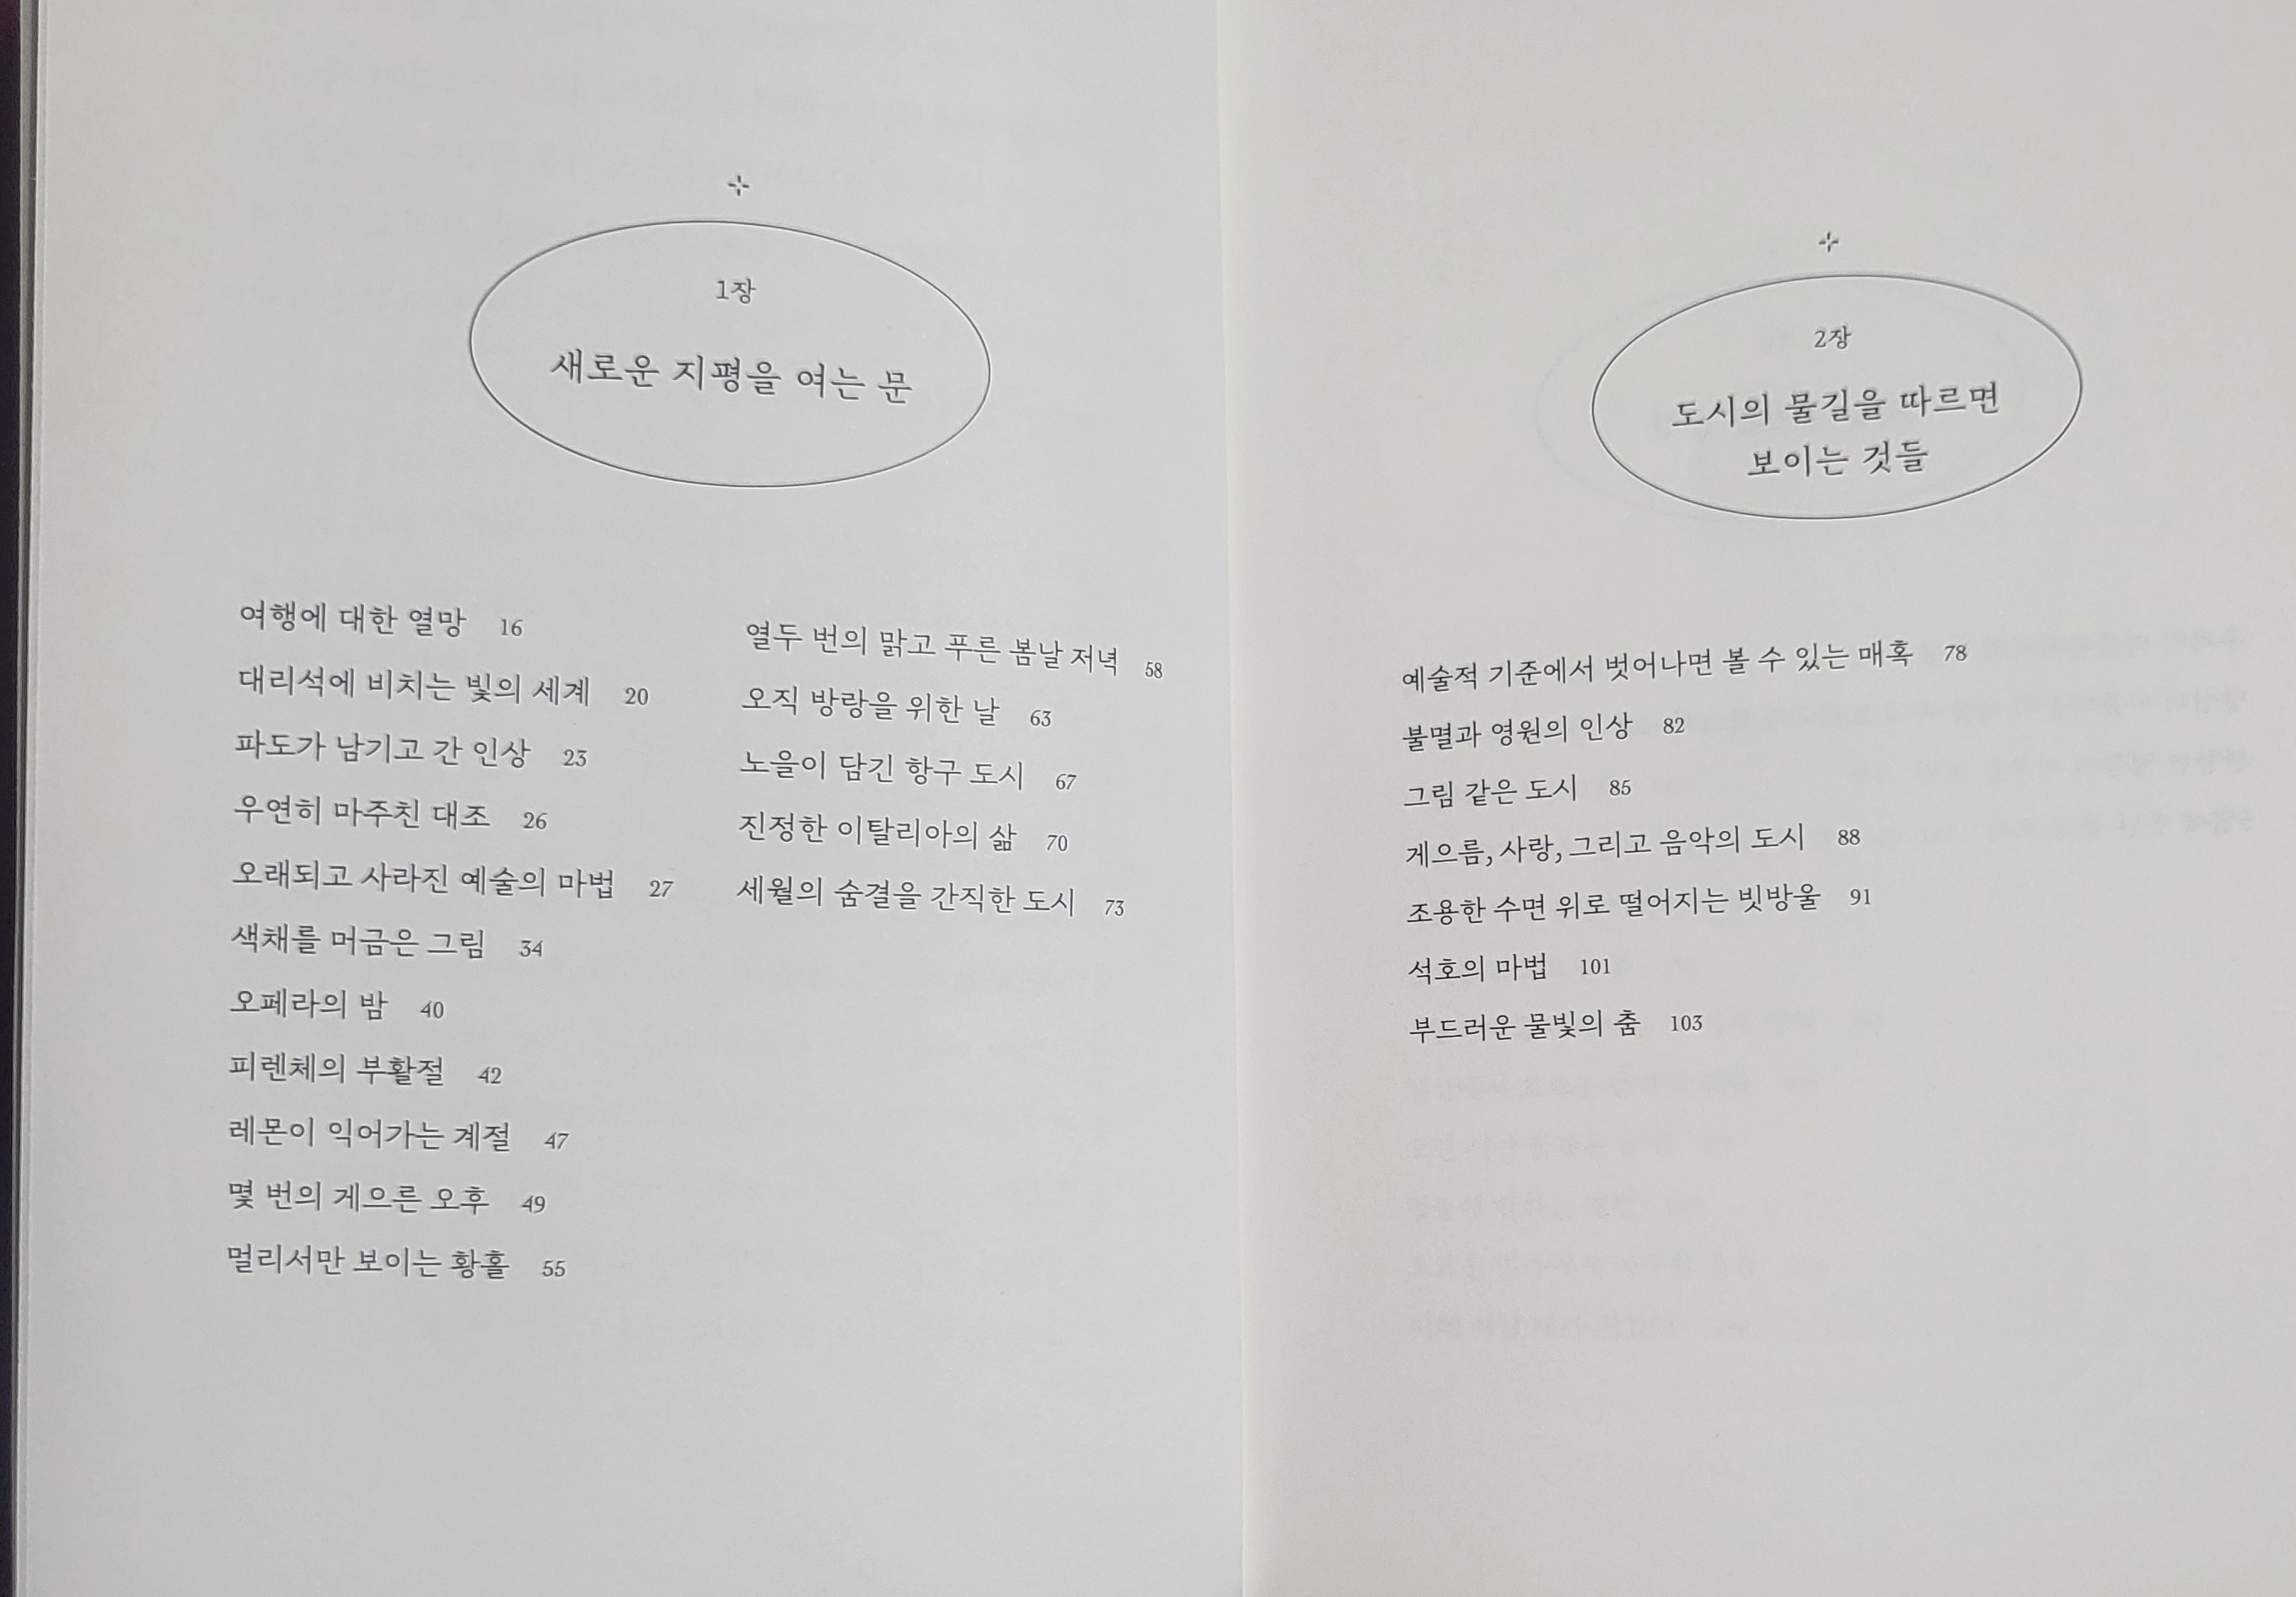 1장
새로운 지평을 여는 문
여행에 대한 열망 16
대리석에 비치는 빛의 세계 20
파도가 남기고 간 인상 23
우연히 마주친 대조 26
오래되고 사라진 예술의 마법 27
색채를 머금은 그림 34
오페라의 밤 40
피렌체의 부활절 42
레몬이 익어가는 계절 47
몇 번의 게으른 오후 49
멀리서만 보이는 황홀 55
열두 번의 맑고 푸른 봄날 저녁 58
오직 방랑을 위한 날 63
노을이 담긴 항구 도시 67
진정한 이탈리아의 삶 70
세월의 숨결을 간직한 도시 73
2장
도시의 물길을 따르면
보이는 것들
예술적 기준에서 벗어나면 볼 수 있는 매혹 78
불멸과 영원의 인상 82
그림 같은 도시 85
게으름, 사랑, 그리고 음악의 도시 88
조용한 수면 위로 떨어지는 빗방울 91
석호의 마법 101
부드러운 물빛의 춤 103